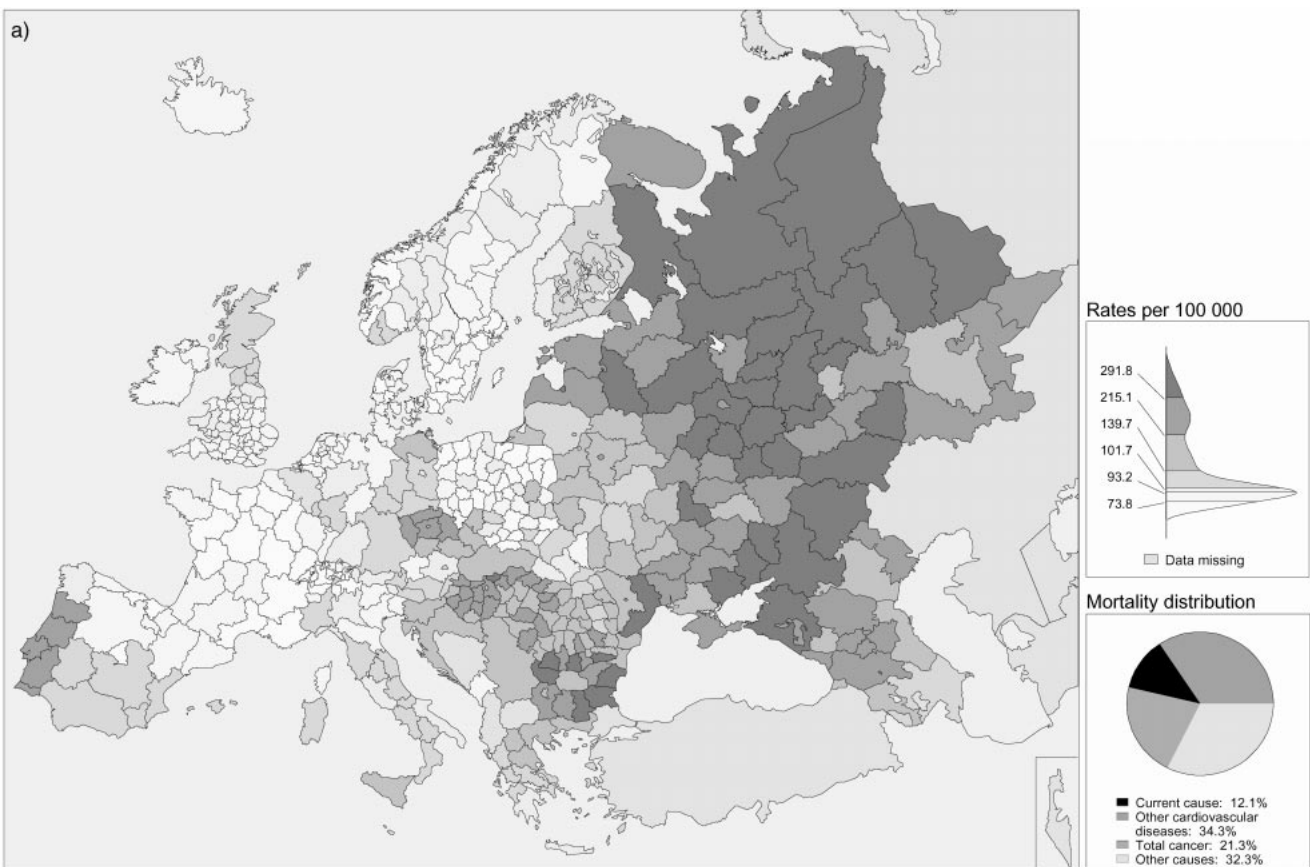 a)
Rates per 100 000
291.8
215.1
139.7
101.7
93.2
73.8
Data missing
Mortality distribution
Current cause: 12.1%
Other cardiovascular
diseases: 34.3%
Total cancer: 21.3%
Other causes: 32.3%